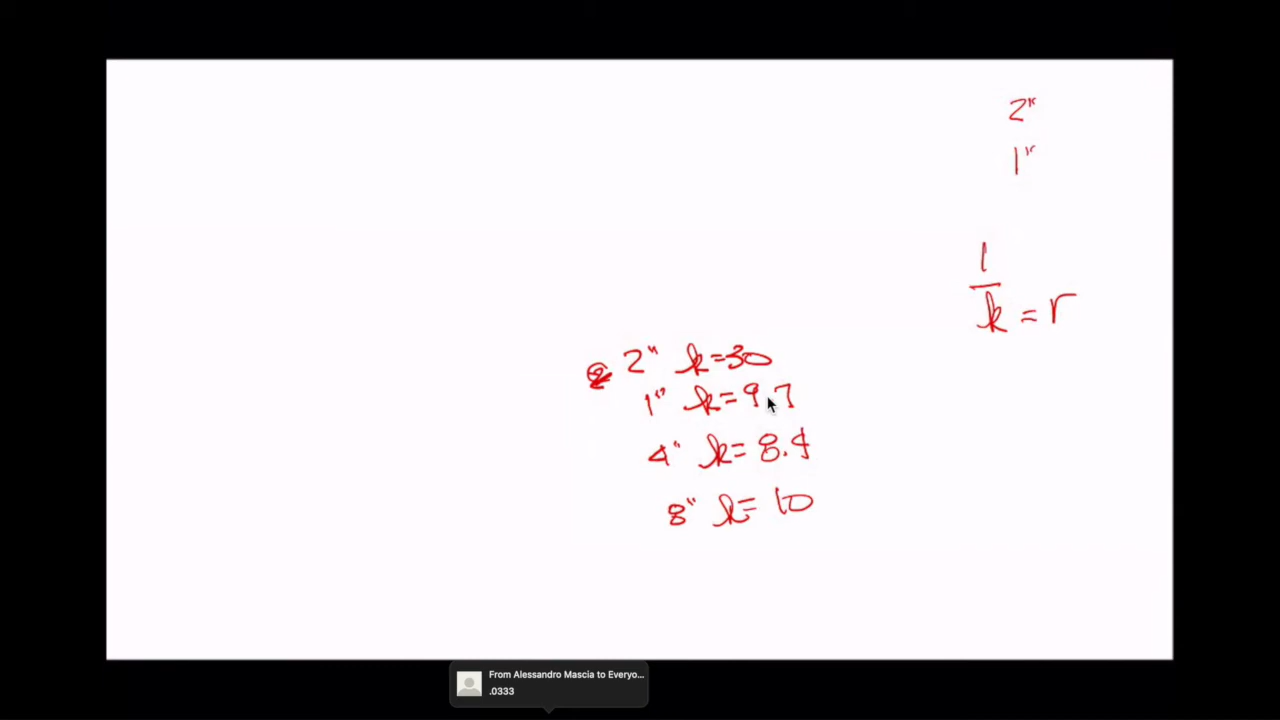 2"
1"
1
k = r
2" k=30
1" k=9.7
4" k= 8.4
8" k= 10
From Alessandro Mascia to Everyo...
.0333